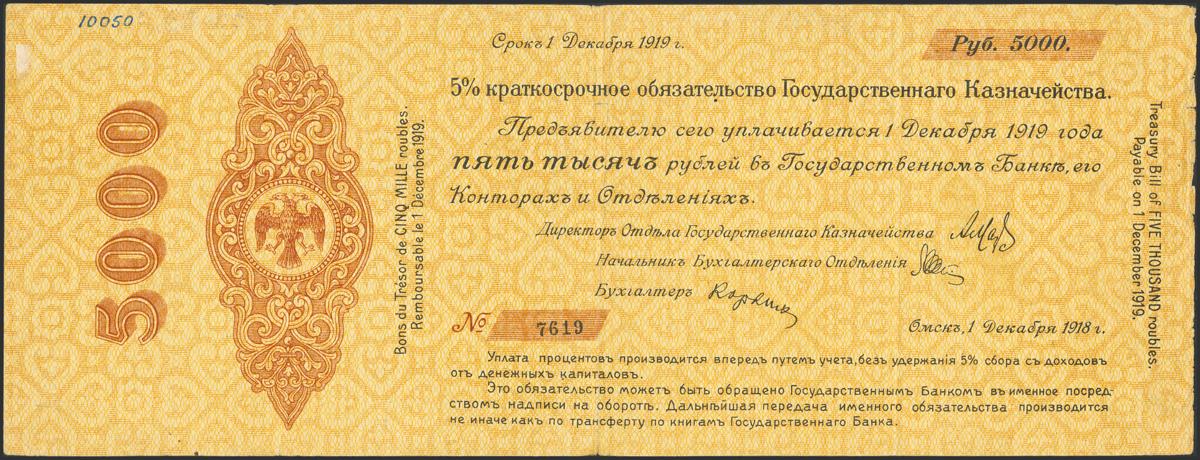 10050
Срокъ 1 Декабря 1919 г.
Руб. 5000.
5000
Bons du Trésor de CINQ MILLE roubles.
Remboursable le 1 Décembre 1919.
5% краткосрочное обязательство Государственнаго Казначейства.
Предъявителю сего уплачивается 1 Декабря 1919 года
пять тысячъ рублей въ Государственномъ Банкѣ, его
Конторахъ и Отдѣленіяхъ.
Директоръ Отдѣла Государственнаго Казначейства
Начальникъ Бухгалтерскаго Отдѣленія
Бухгалтеръ
№ 7619
Омскъ, 1 Декабря 1918 г.
Уплата процентовъ производится впередъ путемъ учета, безъ удержанія 5% сбора съ доходовъ
отъ денежныхъ капиталовъ.
Это обязательство можетъ быть обращено Государственнымъ Банкомъ въ именное посред-
ствомъ надписи на оборотѣ. Дальнѣйшая передача именного обязательства производится
не иначе какъ по трансферту по книгамъ Государственнаго Банка.
Treasury Bill of FIVE THOUSAND roubles.
Payable on 1 December 1919.